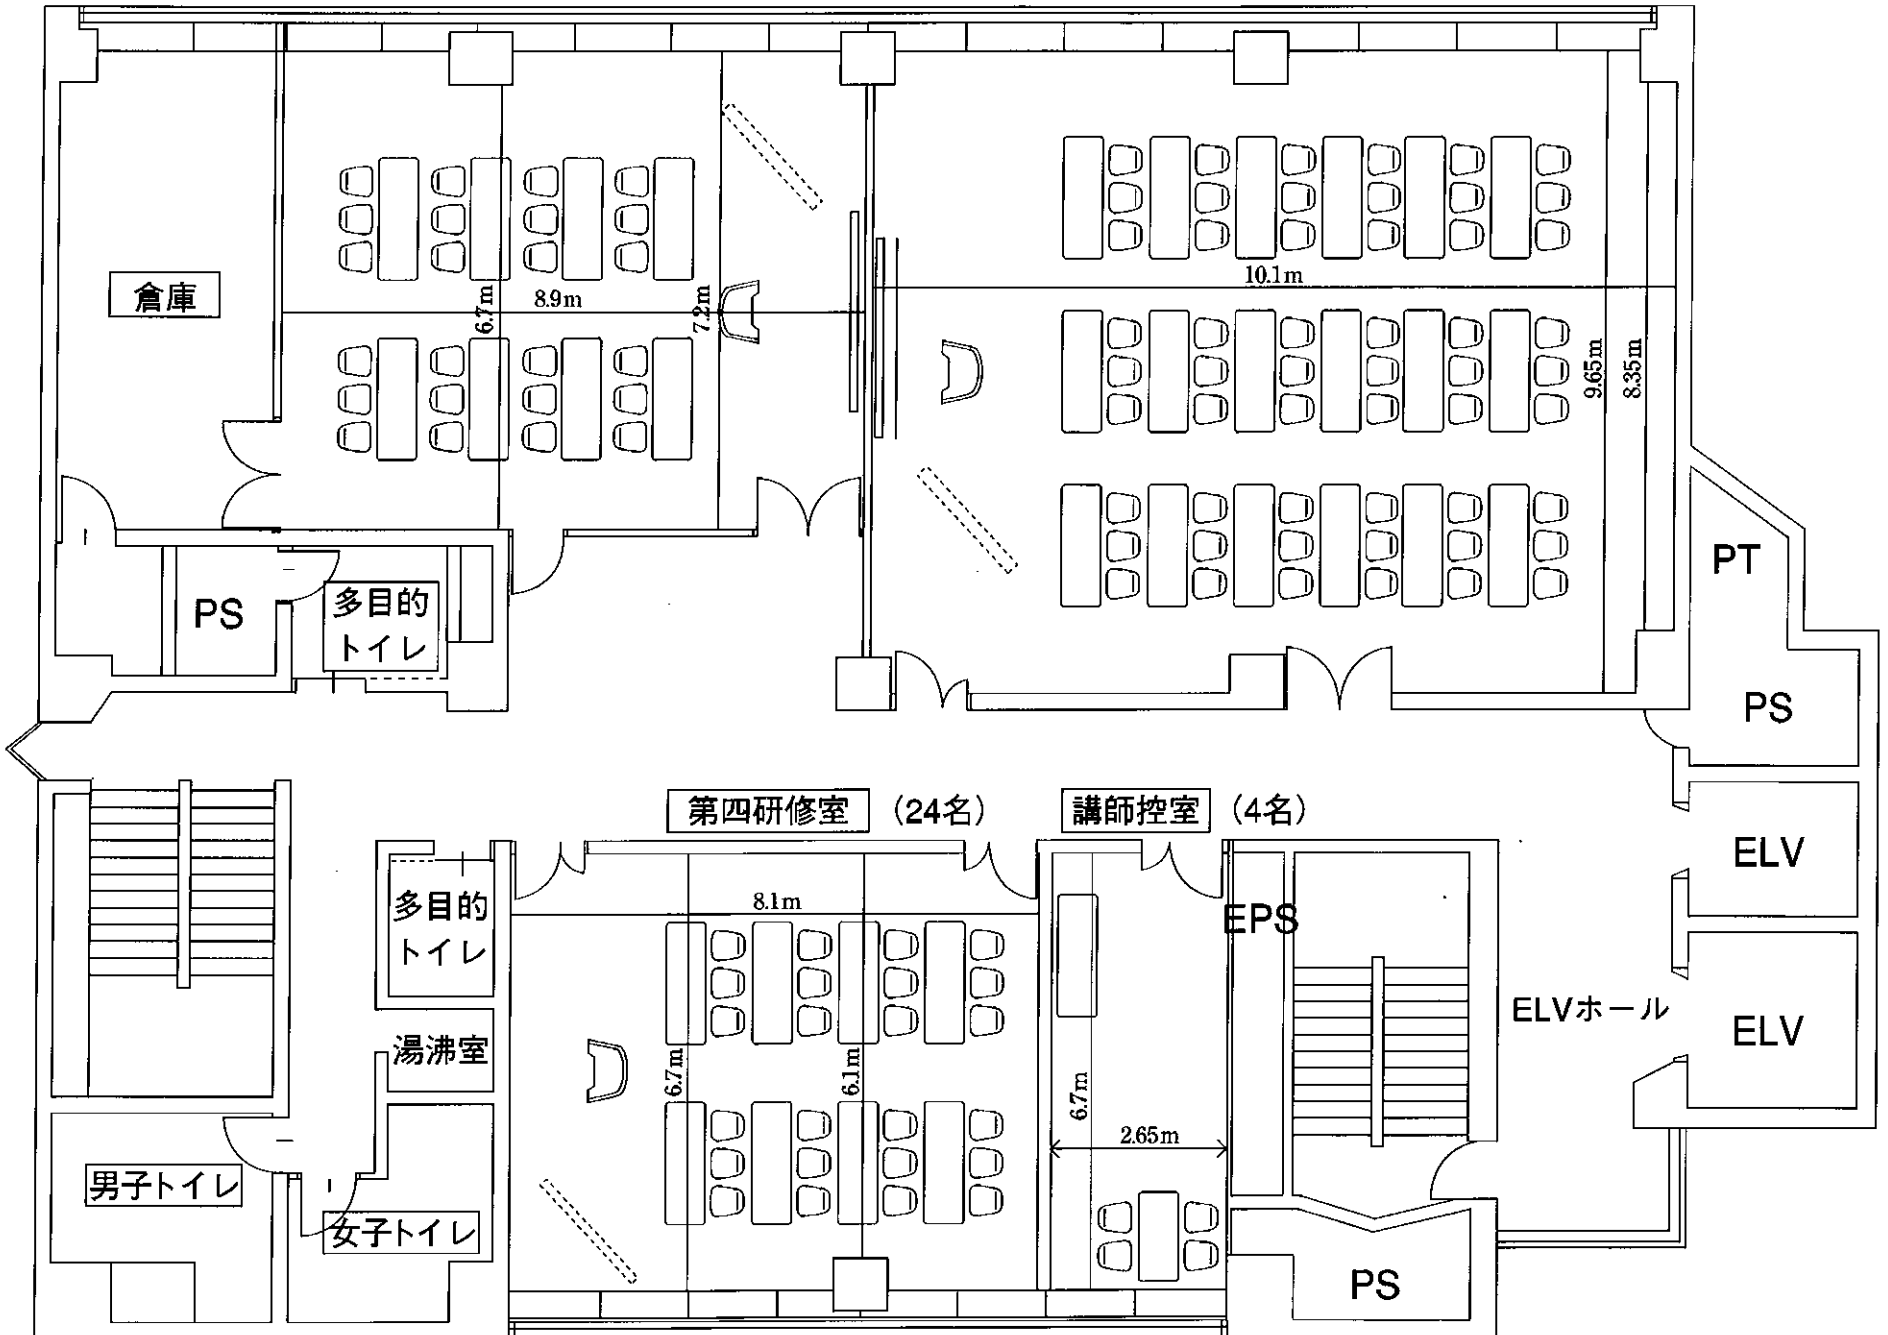 倉庫
6.7m
8.9m
7.2m
10.1m
9.65m
8.35m
PS
多目的
トイレ
PT
PS
第四研修室 (24名)
講師控室 (4名)
ELV
多目的
トイレ
8.1m
EPS
湯沸室
6.7m
6.1m
6.7m
2.65m
ELVホール
ELV
男子トイレ
女子トイレ
PS